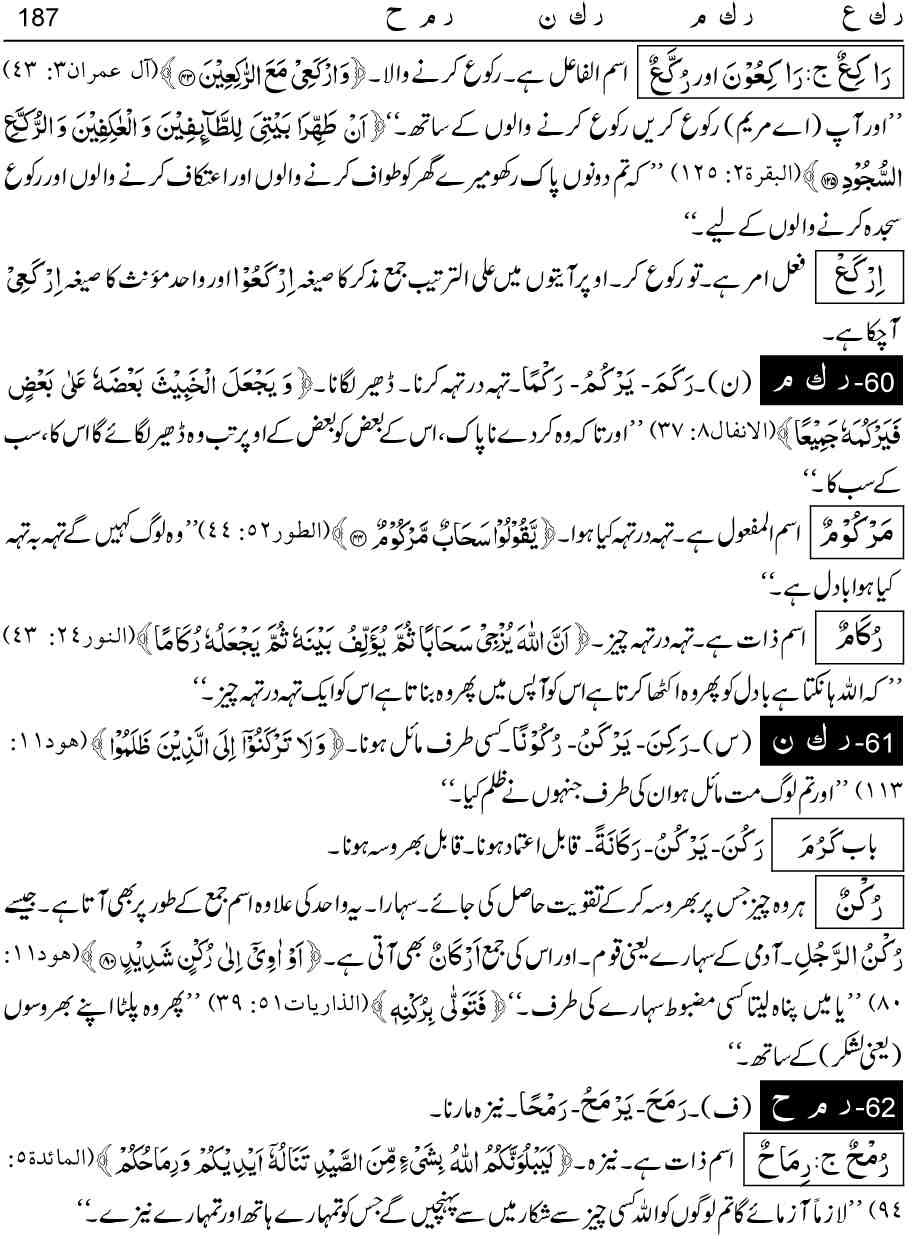 ر ك ع ر ك م ر ك ن ر م ح 187
رَاكِعٌ ج: رَاكِعُوْنَ اور رُكَّعٌ اسم الفاعل ہے۔ رکوع کرنے والا۔ ﴿وَارْكَعِيْ مَعَ الرّٰكِعِيْنَ ﴿۴۳﴾﴾ (آل عمران۳: ۴۳)
’’اور آپ (اے مریم) رکوع کریں رکوع کرنے والوں کے ساتھ۔‘‘ ﴿اَنْ طَهِّرَا بَيْتِيَ لِلطَّآئِفِيْنَ وَالْعٰكِفِيْنَ وَالرُّكَّعِ
السُّجُوْدِ ﴿۱۲۵﴾﴾ (البقرة۲: ۱۲۵) ’’کہ تم دونوں پاک رکھو میرے گھر کو طواف کرنے والوں اور اعتکاف کرنے والوں اور رکوع
سجدہ کرنے والوں کے لیے۔‘‘
اِرْكَعْ فعل امر ہے۔ تو رکوع کر۔ اوپر آیتوں میں علی الترتیب جمع مذکر کا صیغہ اِرْكَعُوْا اور واحد مؤنث کا صیغہ اِرْكَعِيْ
آچکا ہے۔
60- ر ك م (ن)۔ رَكَمَ- يَرْكُمُ- رَكْمًا۔ تہہ در تہہ کرنا۔ ڈھیر لگانا۔ ﴿وَيَجْعَلَ الْخَبِيْثَ بَعْضَهٗ عَلٰى بَعْضٍ
فَيَرْكُمَهٗ جَمِيْعًا﴾ (الانفال۸: ۳۷) ’’اور تا کہ وہ کر دے ناپاک، اس کے بعض کو بعض کے اوپر تب وہ ڈھیر لگائے گا اس کا، سب
کے سب کا۔‘‘
مَرْكُوْمٌ اسم المفعول ہے۔ تہہ در تہہ کیا ہوا۔ ﴿يَّقُوْلُوْا سَحَابٌ مَّرْكُوْمٌ ﴿۴۴﴾﴾ (الطور۵۲: ۴۴) ’’وہ لوگ کہیں گے تہہ بہ تہہ
کیا ہوا بادل ہے۔‘‘
رُكَامٌ اسم ذات ہے۔ تہہ در تہہ چیز۔ ﴿اَنَّ اللّٰهَ يُزْجِيْ سَحَابًا ثُمَّ يُؤَلِّفُ بَيْنَهٗ ثُمَّ يَجْعَلُهٗ رُكَامًا﴾ (النور۲۴: ۴۳)
’’کہ اللہ ہانکتا ہے بادل کو پھر وہ اکٹھا کرتا ہے اس کو آپس میں پھر وہ بناتا ہے اس کو ایک تہہ در تہہ چیز۔‘‘
61- ر ك ن (س)۔ رَكِنَ- يَرْكَنُ- رُكُوْنًا۔ کسی طرف مائل ہونا۔ ﴿وَلَا تَرْكَنُوْٓا اِلَى الَّذِيْنَ ظَلَمُوْا﴾ (هود۱۱:
۱۱۳) ’’اور تم لوگ مت مائل ہو ان کی طرف جنہوں نے ظلم کیا۔‘‘
باب كَرُمَ رَكُنَ- يَرْكُنُ- رَكَانَةً- قابل اعتماد ہونا۔ قابل بھروسہ ہونا۔
رُكْنٌ ہر وہ چیز جس پر بھروسہ کر کے تقویت حاصل کی جائے۔ سہارا۔ یہ واحد کی علاوہ اسم جمع کے طور پر بھی آتا ہے۔ جیسے
رُكْنُ الرَّجُلِ۔ آدمی کے سہارے یعنی قوم۔ اور اس کی جمع اَرْكَانٌ بھی آتی ہے۔ ﴿اَوْ اٰوِيْٓ اِلٰى رُكْنٍ شَدِيْدٍ ﴿۸۰﴾﴾ (هود۱۱:
۸۰) ’’یا میں پناہ لیتا کسی مضبوط سہارے کی طرف۔‘‘ ﴿فَتَوَلّٰى بِرُكْنِهٖ﴾ (الذاريات۵۱: ۳۹) ’’پھر وہ پلٹا اپنے بھروسوں
(یعنی لشکر) کے ساتھ۔‘‘
62- ر م ح (ف)۔ رَمَحَ- يَرْمَحُ- رَمْحًا۔ نیزہ مارنا۔
رُمْحٌ ج: رِمَاحٌ اسم ذات ہے۔ نیزہ۔ ﴿لَيَبْلُوَنَّكُمُ اللّٰهُ بِشَيْءٍ مِّنَ الصَّيْدِ تَنَالُهٗٓ اَيْدِيْكُمْ وَرِمَاحُكُمْ﴾ (المائدة۵:
۹۴) ’’لازماً آزمائے گا تم لوگوں کو اللہ کسی چیز سے شکار میں سے پہنچیں گے جس کو تمہارے ہاتھ اور تمہارے نیزے۔‘‘